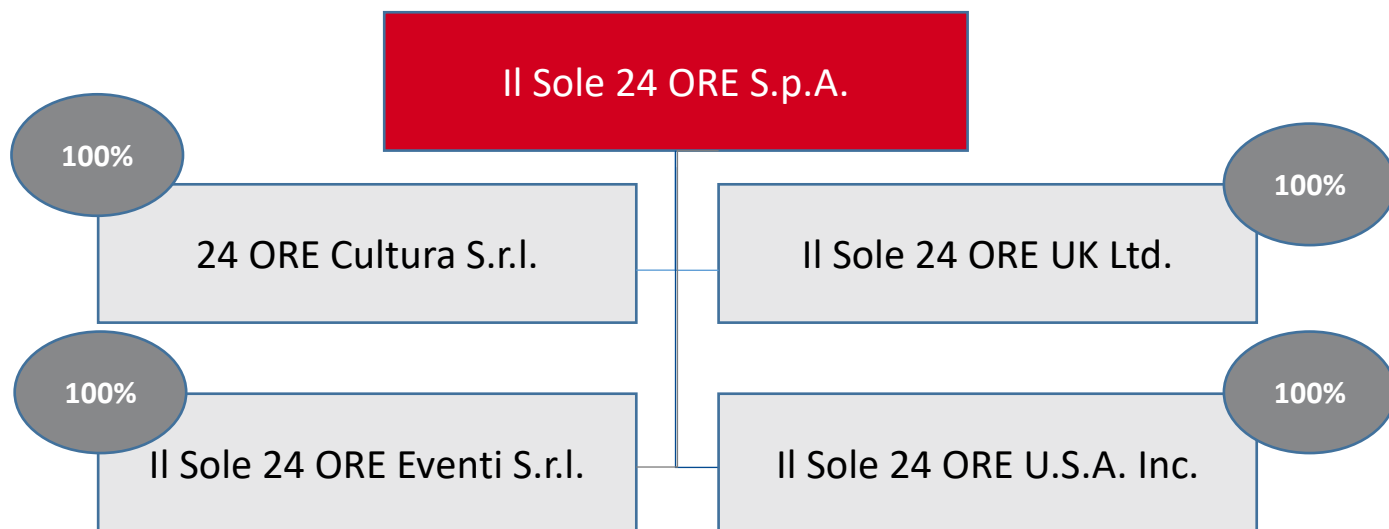 Il Sole 24 ORE S.p.A.
100%
100%
24 ORE Cultura S.r.l.
Il Sole 24 ORE UK Ltd.
100%
100%
Il Sole 24 ORE Eventi S.r.l.
Il Sole 24 ORE U.S.A. Inc.